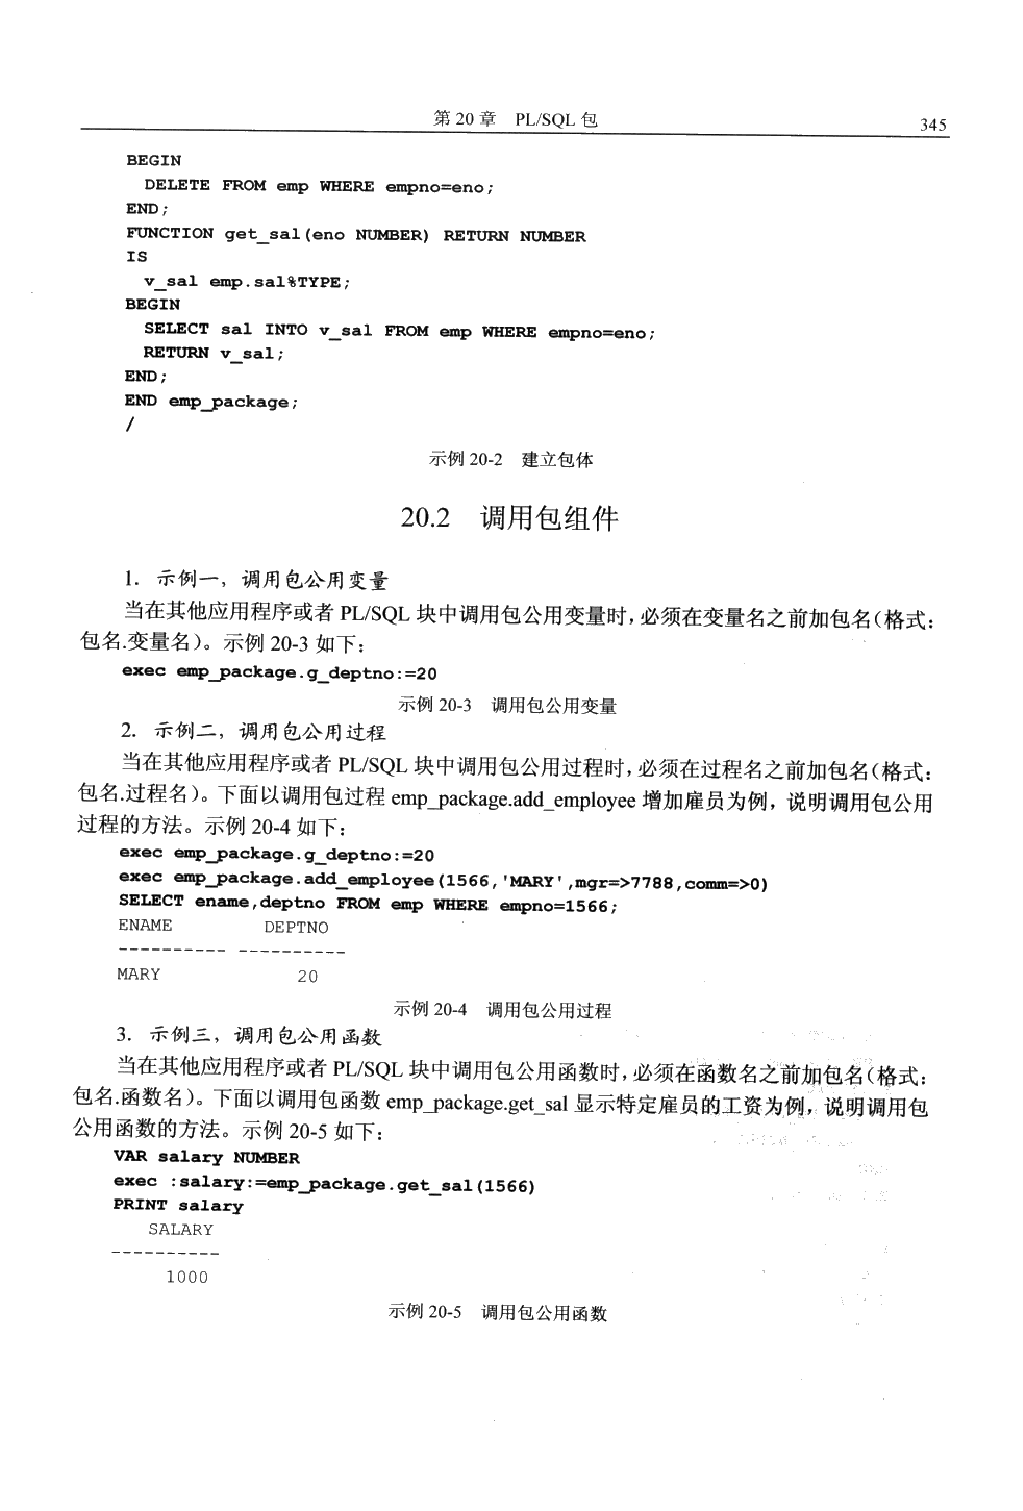 第 20 章 PL/SQL 包 345
BEGIN
DELETE FROM emp WHERE empno=eno;
END;
FUNCTION get_sal(eno NUMBER) RETURN NUMBER
IS
v_sal emp.sal%TYPE;
BEGIN
SELECT sal INTO v_sal FROM emp WHERE empno=eno;
RETURN v_sal;
END;
END emp_package;
/
示例 20-2 建立包体
20.2 调用包组件
1. 示例一，调用包公用变量
当在其他应用程序或者 PL/SQL 块中调用包公用变量时，必须在变量名之前加包名(格式：
包名.变量名)。示例 20-3 如下：
exec emp_package.g_deptno:=20
示例 20-3 调用包公用变量
2. 示例二，调用包公用过程
当在其他应用程序或者 PL/SQL 块中调用包公用过程时，必须在过程名之前加包名(格式：
包名.过程名)。下面以调用包过程 emp_package.add_employee 增加雇员为例，说明调用包公用
过程的方法。示例 20-4 如下：
exec emp_package.g_deptno:=20
exec emp_package.add_employee(1566,'MARY',mgr=>7788,comm=>0)
SELECT ename,deptno FROM emp WHERE empno=1566;
ENAME DEPTNO
---------- ----------
MARY 20
示例 20-4 调用包公用过程
3. 示例三，调用包公用函数
当在其他应用程序或者 PL/SQL 块中调用包公用函数时，必须在函数名之前加包名(格式：
包名.函数名)。下面以调用包函数 emp_package.get_sal 显示特定雇员的工资为例，说明调用包
公用函数的方法。示例 20-5 如下：
VAR salary NUMBER
exec :salary:=emp_package.get_sal(1566)
PRINT salary
SALARY
----------
1000
示例 20-5 调用包公用函数